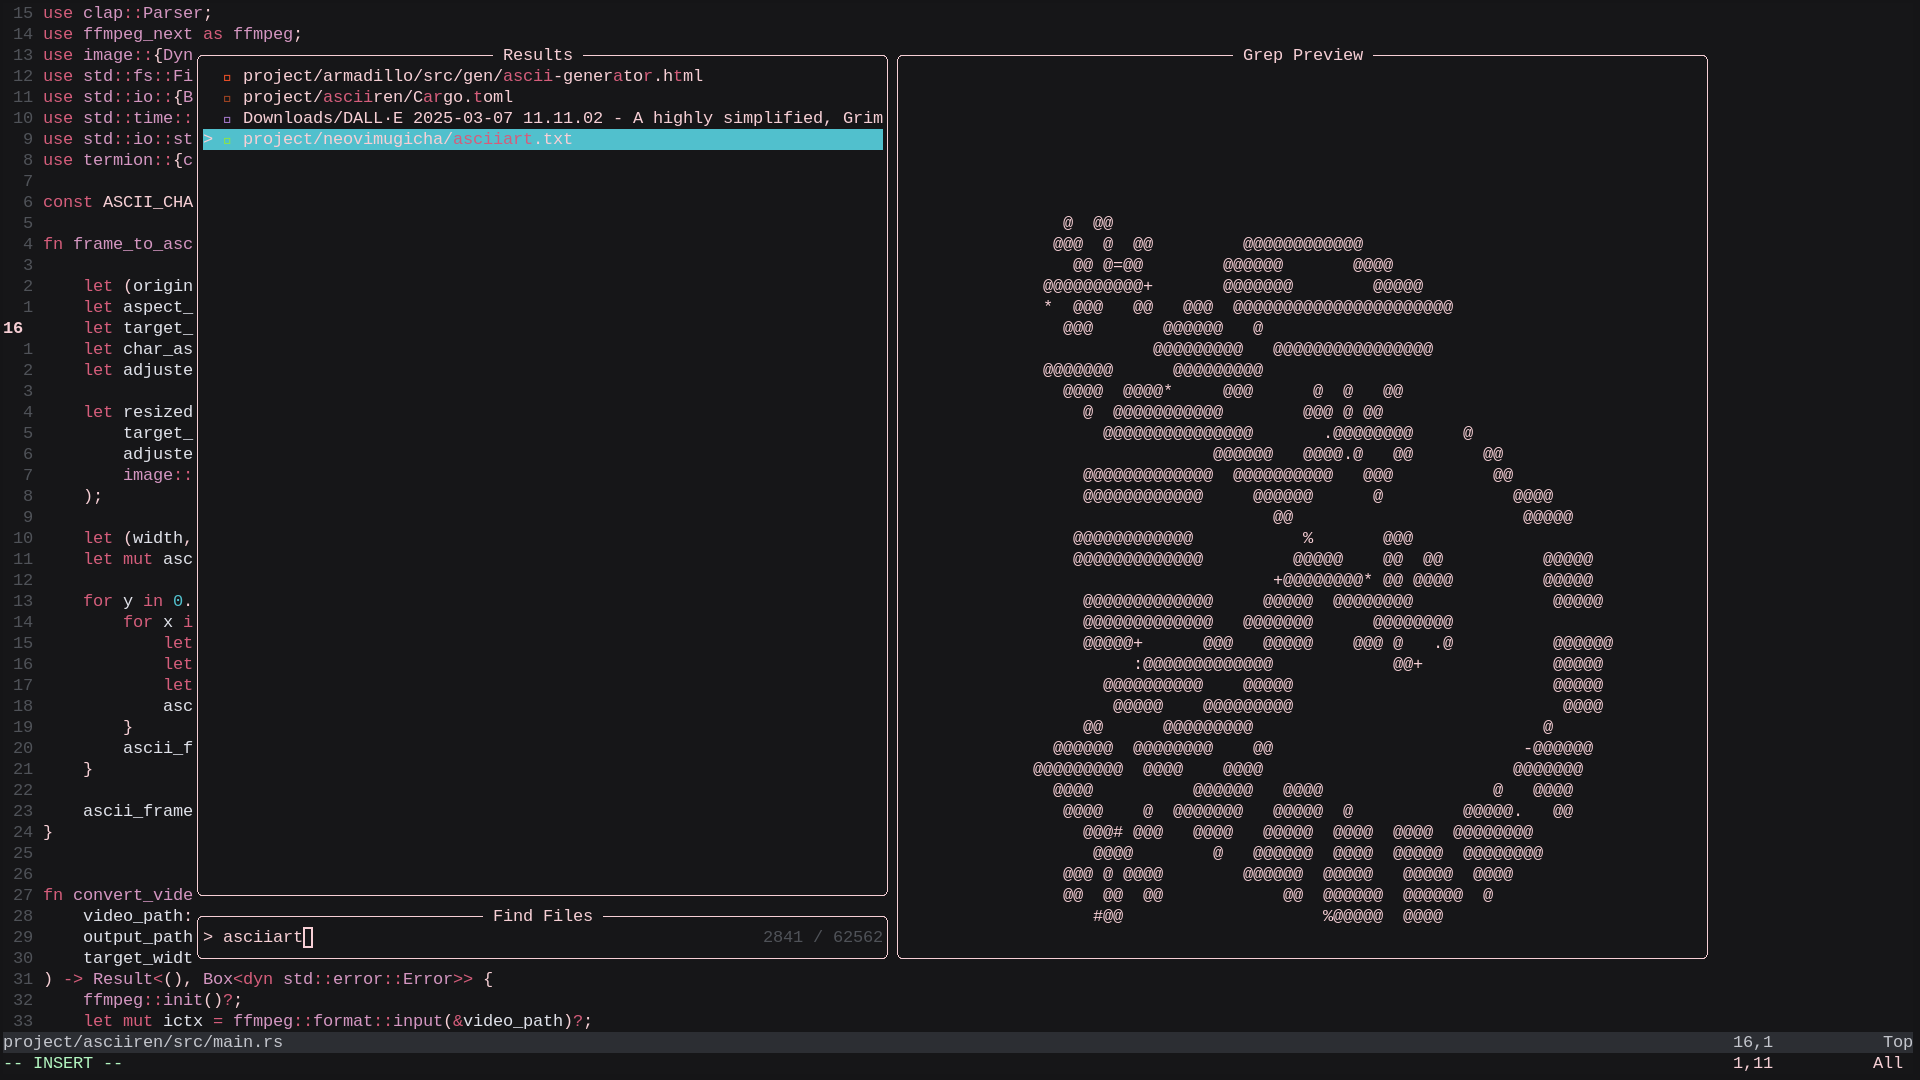 15 use clap::Parser;
14 use ffmpeg_next as ffmpeg;
13 use image::{Dyn
12 use std::fs::Fi
11 use std::io::{B
10 use std::time::
9 use std::io::st
8 use termion::{c
7
6 const ASCII_CHA
5
4 fn frame_to_asc
3
2 let (origin
1 let aspect_
16 let target_
1 let char_as
2 let adjuste
3
4 let resized
5 target_
6 adjuste
7 image::
8 );
9
10 let (width,
11 let mut asc
12
13 for y in 0.
14 for x i
15 let
16 let
17 let
18 asc
19 }
20 ascii_f
21 }
22
23 ascii_frame
24 }
25
26
27 fn convert_vide
28 video_path:
29 output_path
30 target_widt
31 ) -> Result<(), Box<dyn std::error::Error>> {
32 ffmpeg::init()?;
33 let mut ictx = ffmpeg::format::input(&video_path)?;
Results
project/armadillo/src/gen/ascii-generator.html
project/asciiren/Cargo.toml
Downloads/DALL·E 2025-03-07 11.11.02 - A highly simplified, Grim
> project/neovimugicha/asciiart.txt
Find Files
> asciiart 2841 / 62562
Grep Preview
project/asciiren/src/main.rs 16,1 Top
-- INSERT -- 1,11 All